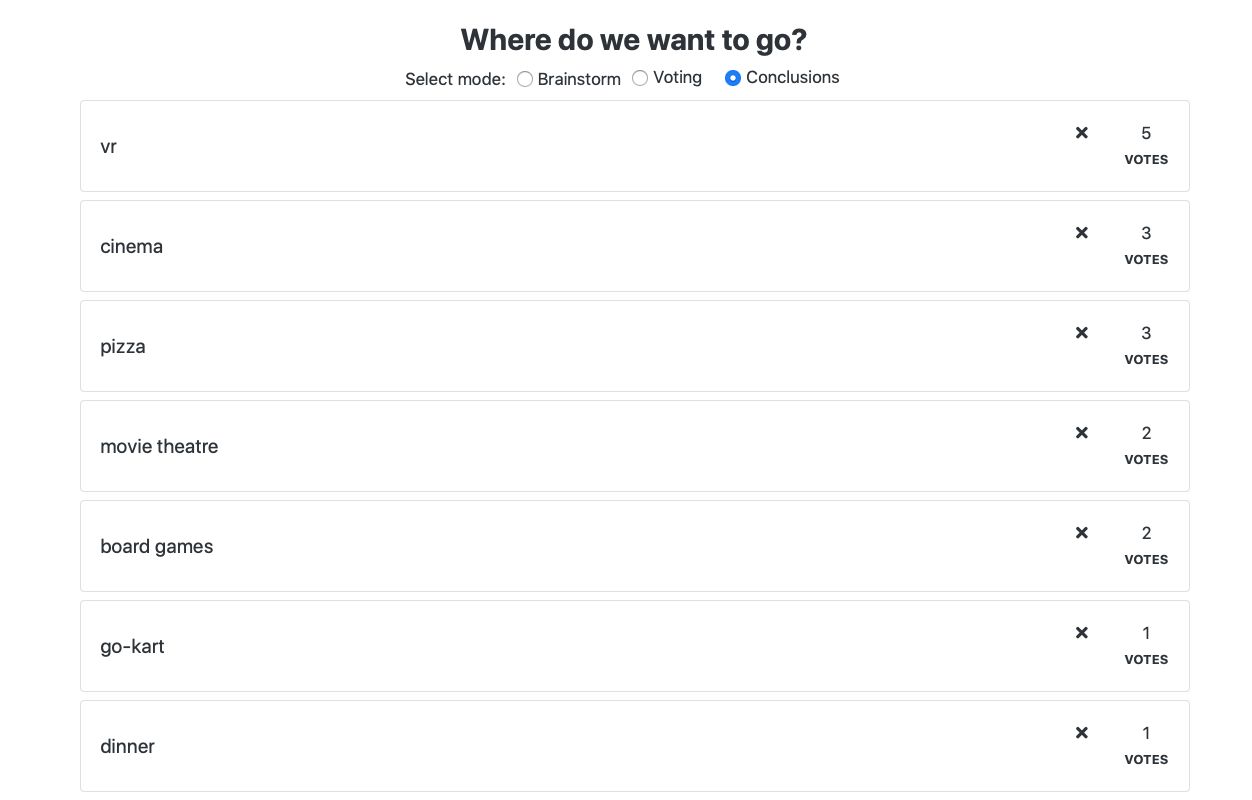 Where do we want to go?
Select mode: Brainstorm Voting Conclusions
vr
5
VOTES
cinema
3
VOTES
pizza
3
VOTES
movie theatre
2
VOTES
board games
2
VOTES
go-kart
1
VOTES
dinner
1
VOTES